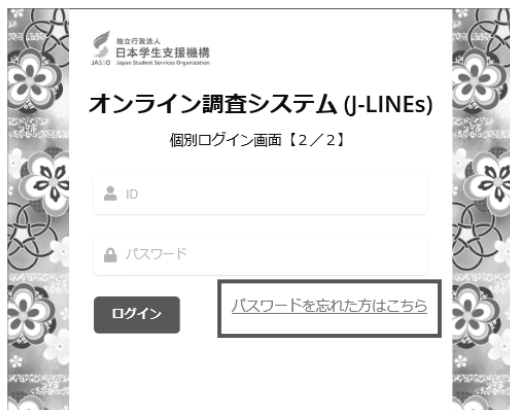 独立行政法人
日本学生支援機構
JASSO Japan Student Services Organization
オンライン調査システム (J-LINEs)
個別ログイン画面【２／２】
ID
パスワード
ログイン
パスワードを忘れた方はこちら